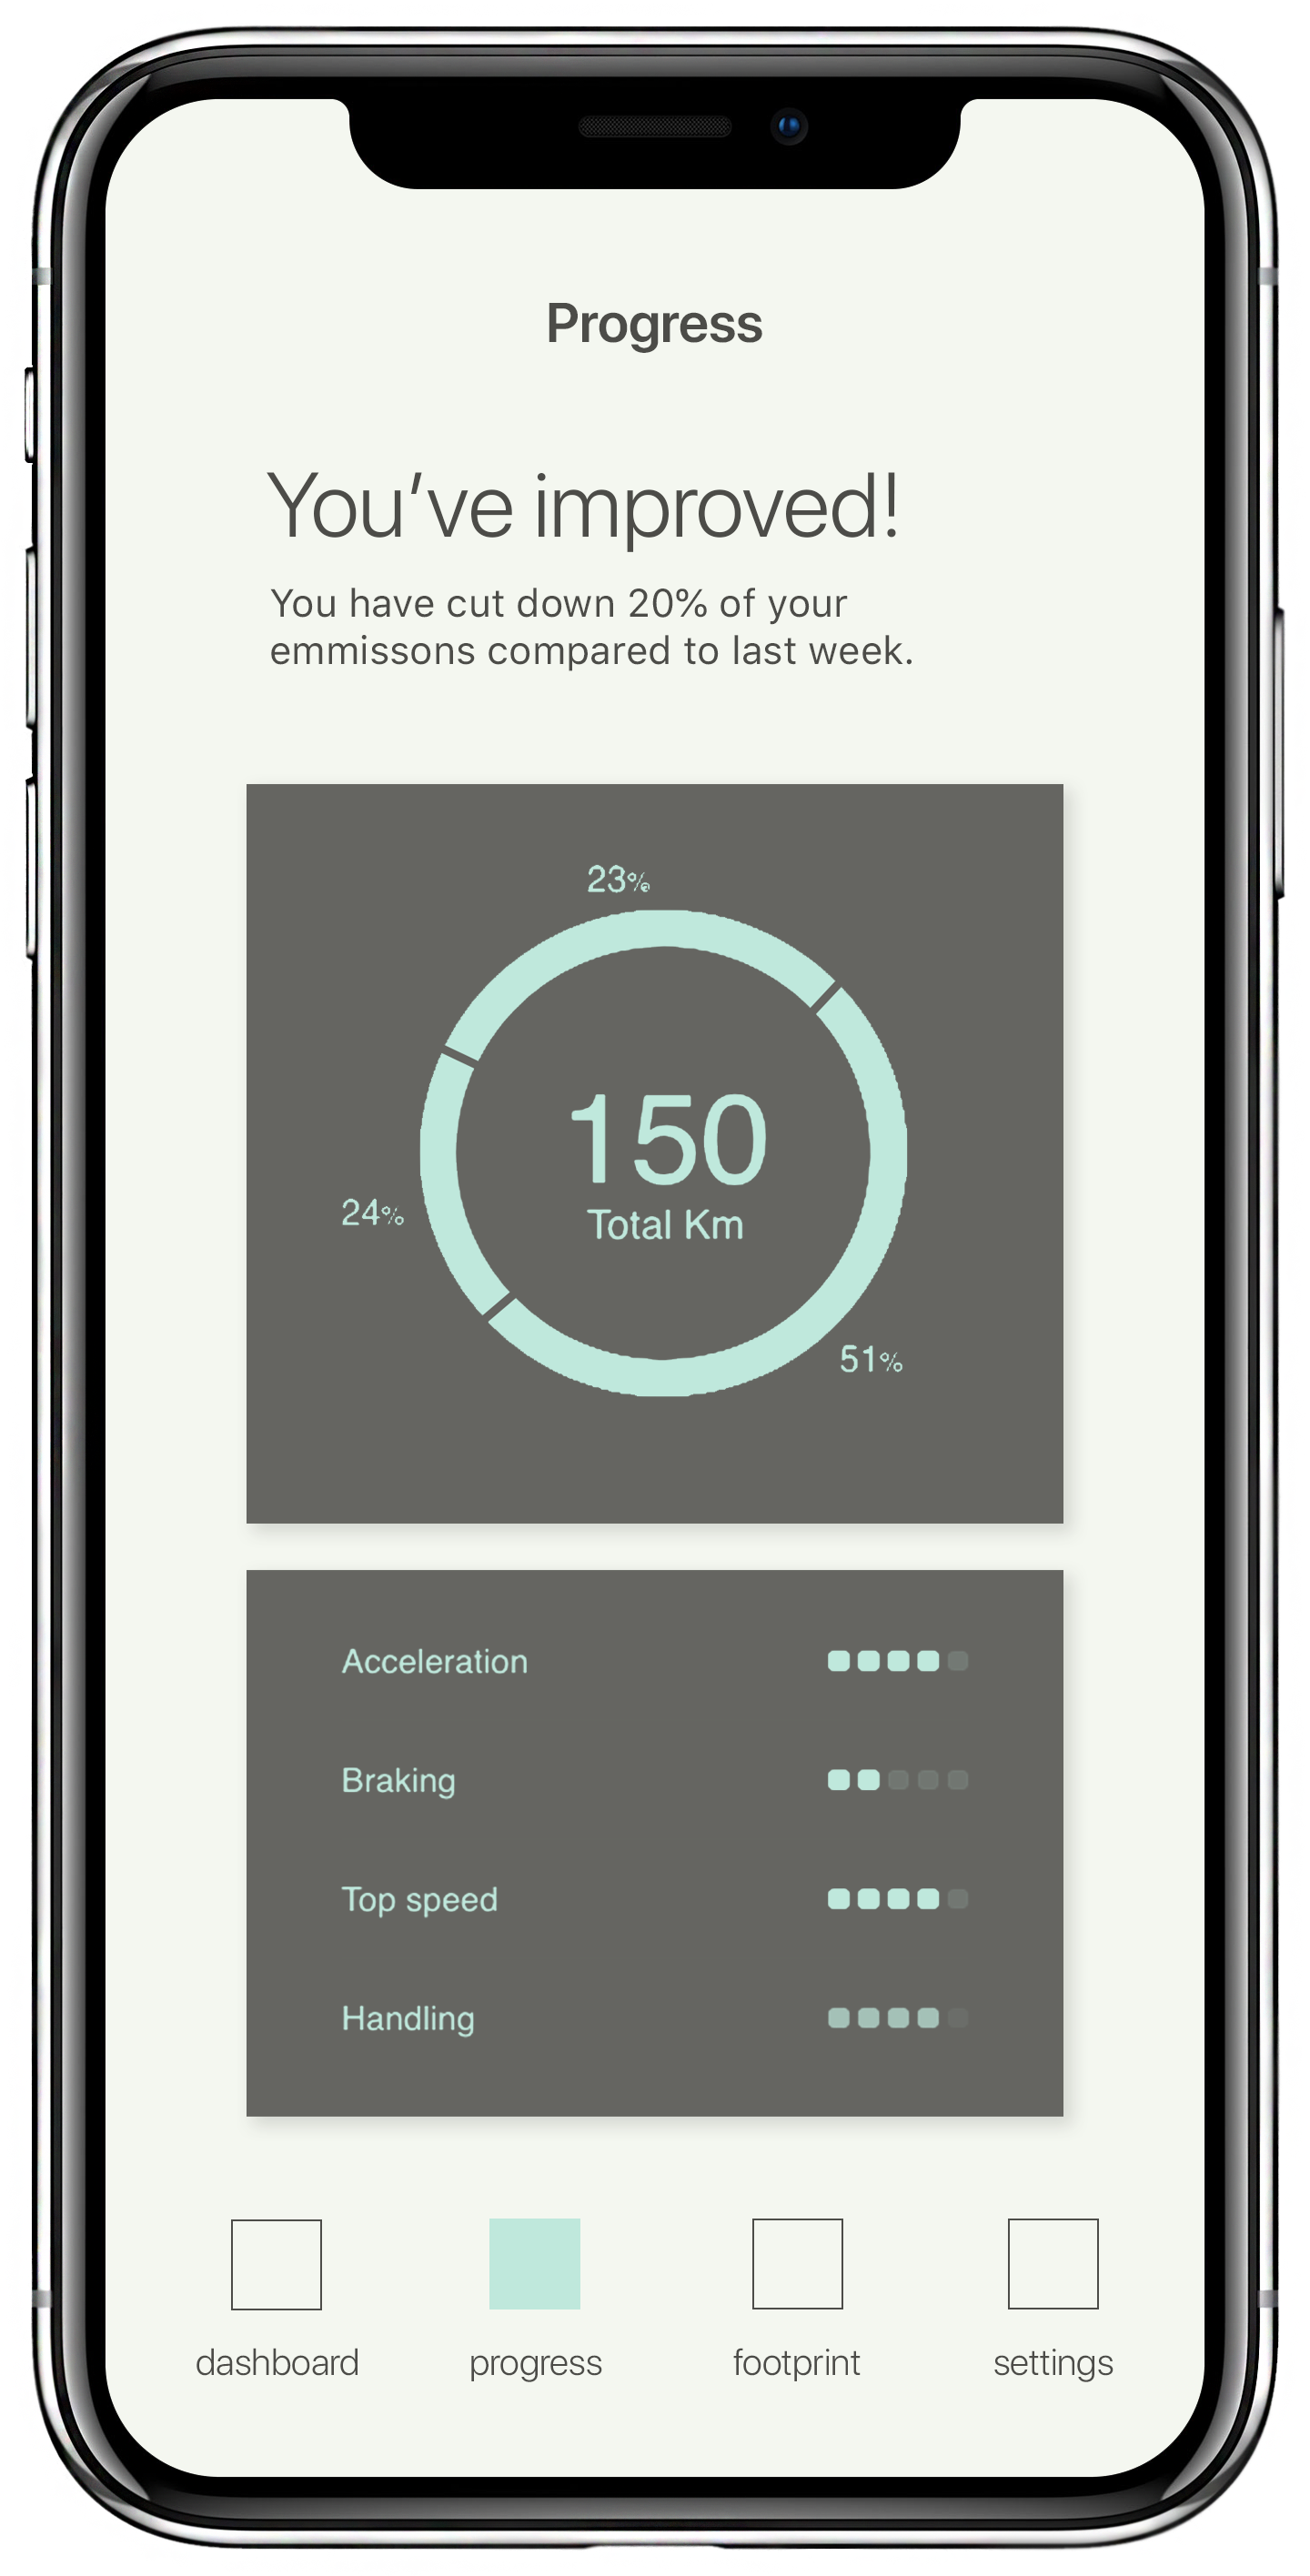 Progress
You've improved!
You have cut down 20% of your
emmissons compared to last week.
23%
150
Total Km
24%
51%
Acceleration
Braking
Top speed
Handling
dashboard progress footprint settings